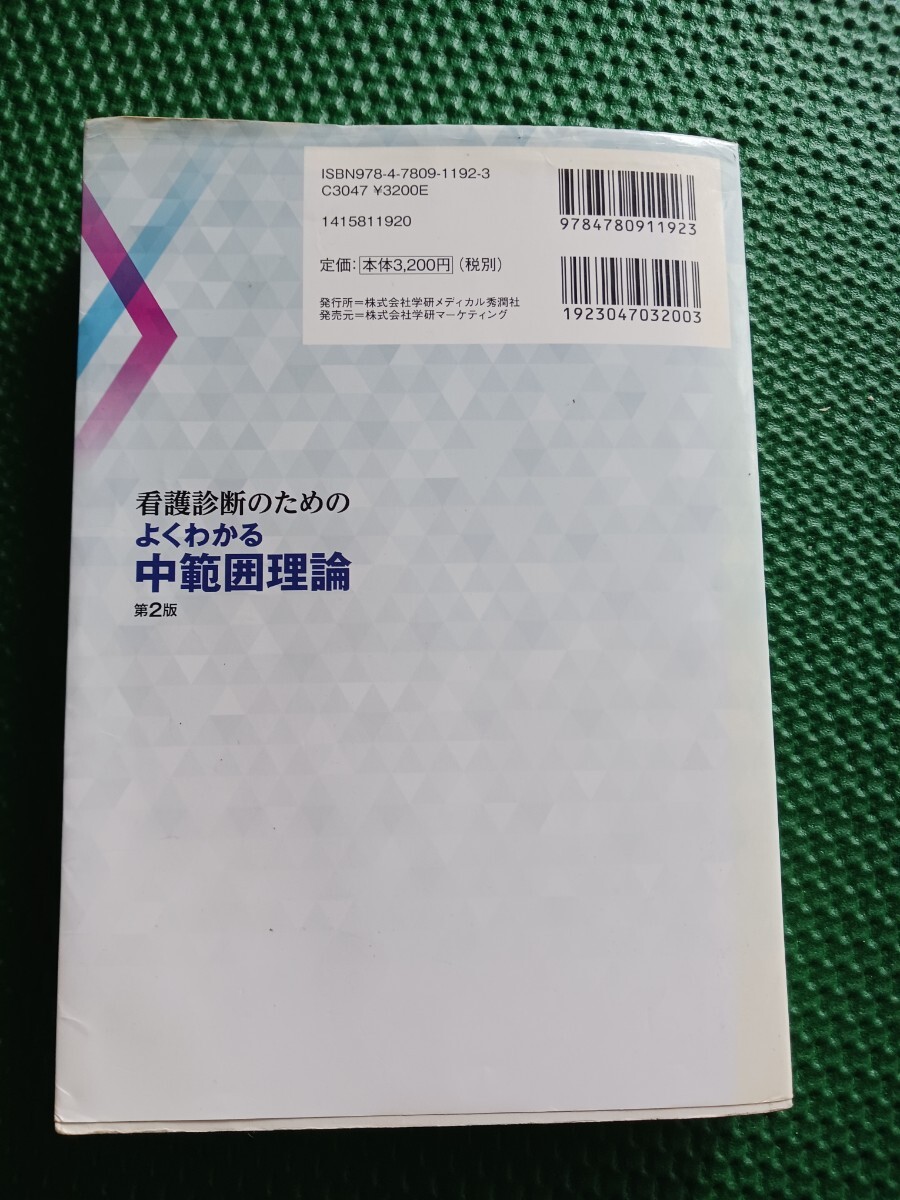 ISBN978-4-7809-1192-3
C3047 ¥3200E
1415811920
定価：本体3,200円（税別）
発行所＝株式会社学研メディカル秀潤社
発売元＝株式会社学研マーケティング
9784780911923
1923047032003
看護診断のための
よくわかる
中範囲理論
第2版